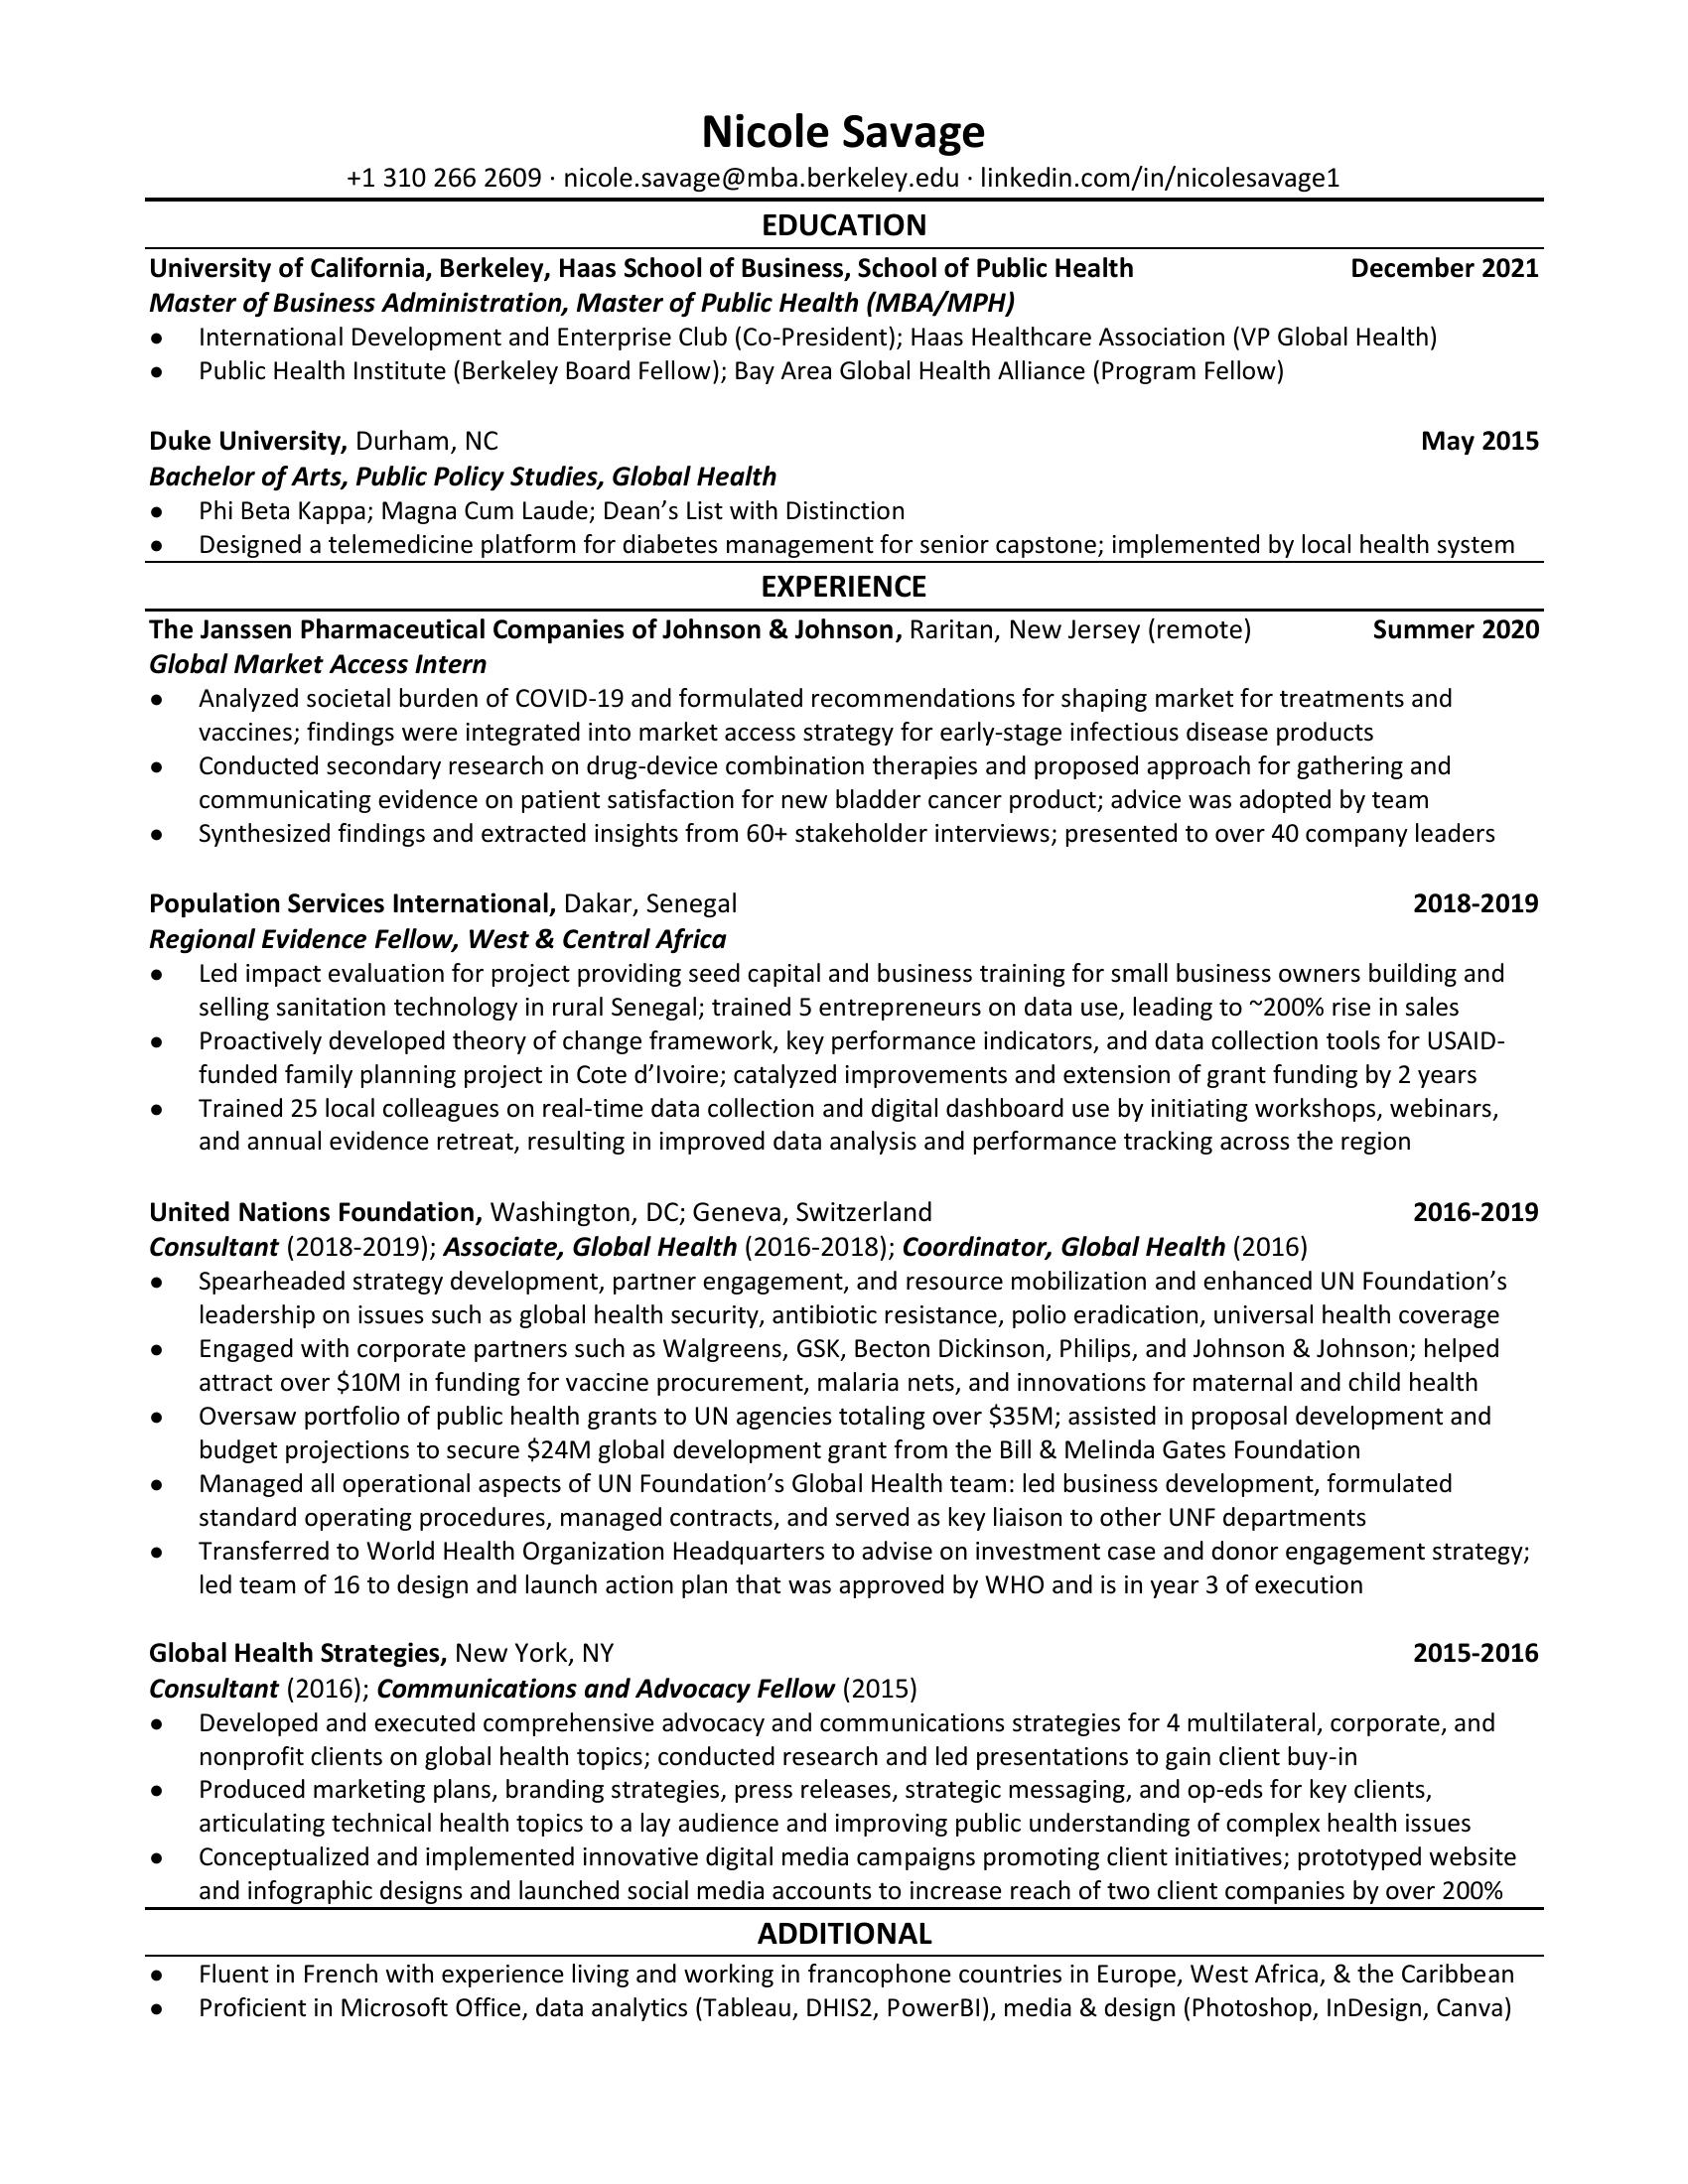 Nicole Savage
+1 310 266 2609 · nicole.savage@mba.berkeley.edu · linkedin.com/in/nicolesavage1
EDUCATION
University of California, Berkeley, Haas School of Business, School of Public Health December 2021
Master of Business Administration, Master of Public Health (MBA/MPH)
● International Development and Enterprise Club (Co-President); Haas Healthcare Association (VP Global Health)
● Public Health Institute (Berkeley Board Fellow); Bay Area Global Health Alliance (Program Fellow)
Duke University, Durham, NC May 2015
Bachelor of Arts, Public Policy Studies, Global Health
● Phi Beta Kappa; Magna Cum Laude; Dean’s List with Distinction
● Designed a telemedicine platform for diabetes management for senior capstone; implemented by local health system
EXPERIENCE
The Janssen Pharmaceutical Companies of Johnson & Johnson, Raritan, New Jersey (remote) Summer 2020
Global Market Access Intern
● Analyzed societal burden of COVID-19 and formulated recommendations for shaping market for treatments and
vaccines; findings were integrated into market access strategy for early-stage infectious disease products
● Conducted secondary research on drug-device combination therapies and proposed approach for gathering and
communicating evidence on patient satisfaction for new bladder cancer product; advice was adopted by team
● Synthesized findings and extracted insights from 60+ stakeholder interviews; presented to over 40 company leaders
Population Services International, Dakar, Senegal 2018-2019
Regional Evidence Fellow, West & Central Africa
● Led impact evaluation for project providing seed capital and business training for small business owners building and
selling sanitation technology in rural Senegal; trained 5 entrepreneurs on data use, leading to ~200% rise in sales
● Proactively developed theory of change framework, key performance indicators, and data collection tools for USAID-
funded family planning project in Cote d’Ivoire; catalyzed improvements and extension of grant funding by 2 years
● Trained 25 local colleagues on real-time data collection and digital dashboard use by initiating workshops, webinars,
and annual evidence retreat, resulting in improved data analysis and performance tracking across the region
United Nations Foundation, Washington, DC; Geneva, Switzerland 2016-2019
Consultant (2018-2019); Associate, Global Health (2016-2018); Coordinator, Global Health (2016)
● Spearheaded strategy development, partner engagement, and resource mobilization and enhanced UN Foundation’s
leadership on issues such as global health security, antibiotic resistance, polio eradication, universal health coverage
● Engaged with corporate partners such as Walgreens, GSK, Becton Dickinson, Philips, and Johnson & Johnson; helped
attract over $10M in funding for vaccine procurement, malaria nets, and innovations for maternal and child health
● Oversaw portfolio of public health grants to UN agencies totaling over $35M; assisted in proposal development and
budget projections to secure $24M global development grant from the Bill & Melinda Gates Foundation
● Managed all operational aspects of UN Foundation’s Global Health team: led business development, formulated
standard operating procedures, managed contracts, and served as key liaison to other UNF departments
● Transferred to World Health Organization Headquarters to advise on investment case and donor engagement strategy;
led team of 16 to design and launch action plan that was approved by WHO and is in year 3 of execution
Global Health Strategies, New York, NY 2015-2016
Consultant (2016); Communications and Advocacy Fellow (2015)
● Developed and executed comprehensive advocacy and communications strategies for 4 multilateral, corporate, and
nonprofit clients on global health topics; conducted research and led presentations to gain client buy-in
● Produced marketing plans, branding strategies, press releases, strategic messaging, and op-eds for key clients,
articulating technical health topics to a lay audience and improving public understanding of complex health issues
● Conceptualized and implemented innovative digital media campaigns promoting client initiatives; prototyped website
and infographic designs and launched social media accounts to increase reach of two client companies by over 200%
ADDITIONAL
● Fluent in French with experience living and working in francophone countries in Europe, West Africa, & the Caribbean
● Proficient in Microsoft Office, data analytics (Tableau, DHIS2, PowerBI), media & design (Photoshop, InDesign, Canva)